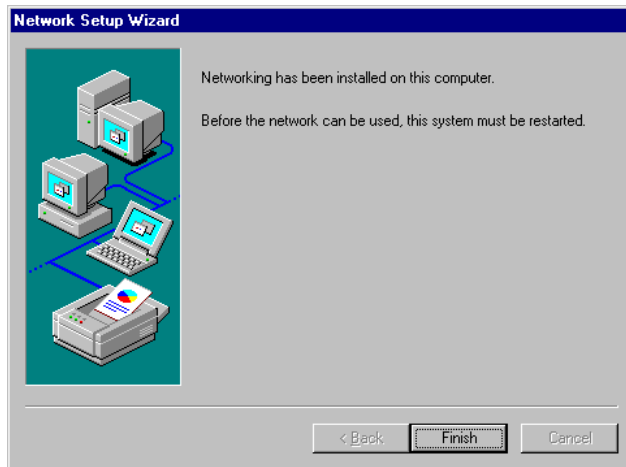 Network Setup Wizard
Networking has been installed on this computer.
Before the network can be used, this system must be restarted.
< Back
Finish
Cancel